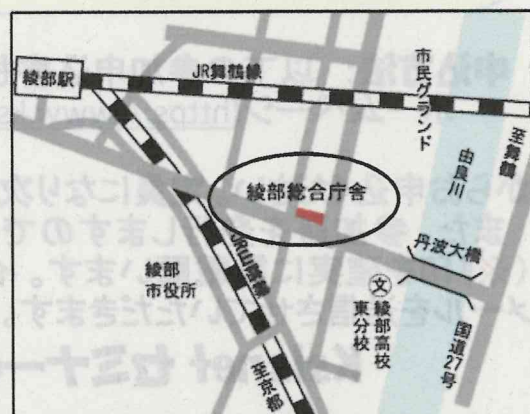 綾部駅
JR舞鶴線
市民グランド
至舞鶴
由良川
綾部総合庁舎
丹波大橋
JR山陰線
綾部
市役所
文
綾部高校
東分校
国道27号
至京都